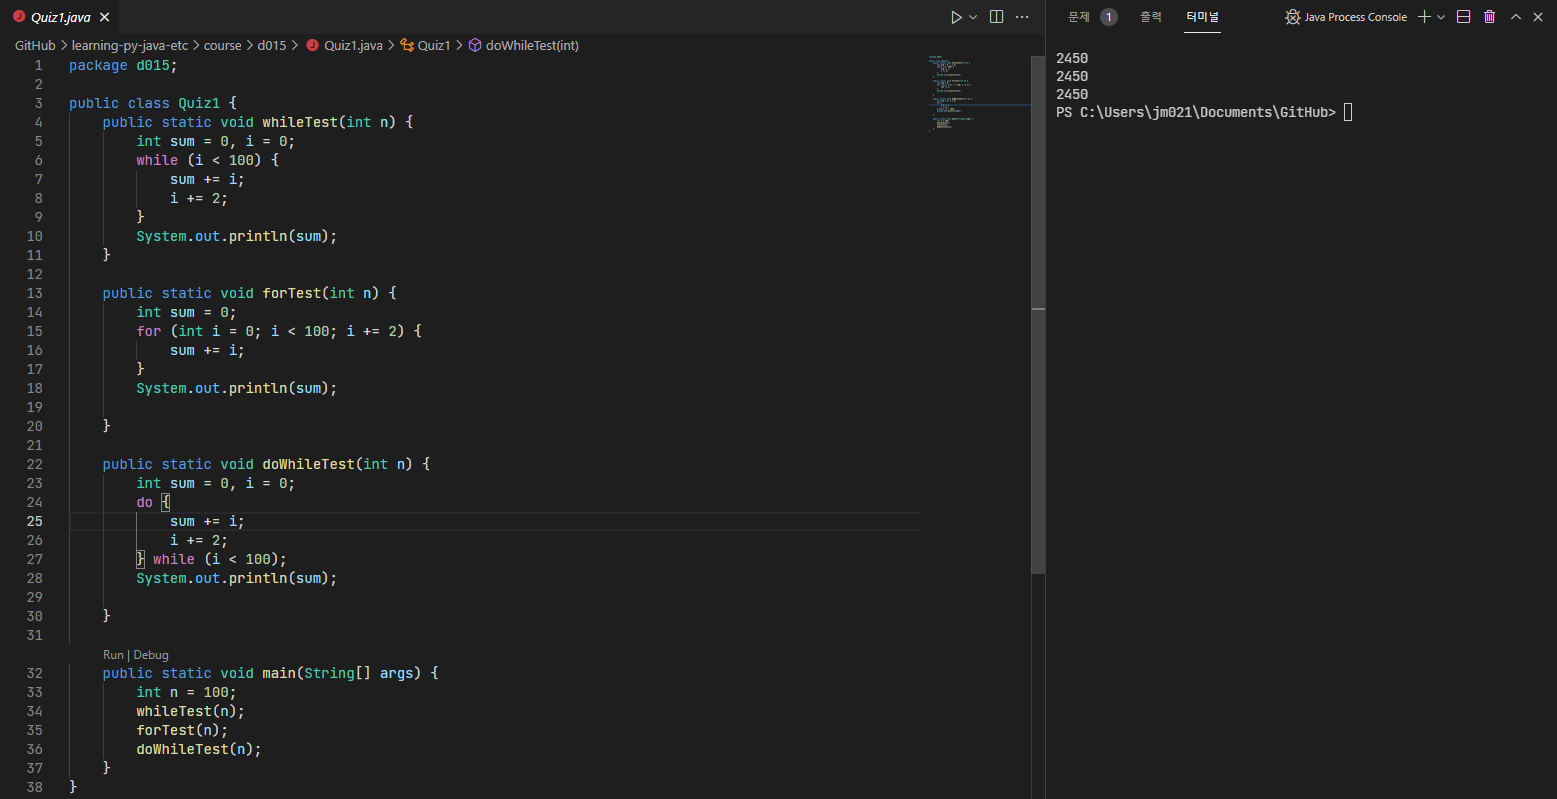 Quiz1.java
GitHub > learning-py-java-etc > course > d015 > Quiz1.java > Quiz1 > doWhileTest(int)
1 package d015;
2
3 public class Quiz1 {
4     public static void whileTest(int n) {
5         int sum = 0, i = 0;
6         while (i < 100) {
7             sum += i;
8             i += 2;
9         }
10         System.out.println(sum);
11     }
12
13     public static void forTest(int n) {
14         int sum = 0;
15         for (int i = 0; i < 100; i += 2) {
16             sum += i;
17         }
18         System.out.println(sum);
19
20     }
21
22     public static void doWhileTest(int n) {
23         int sum = 0, i = 0;
24         do {
25             sum += i;
26             i += 2;
27         } while (i < 100);
28         System.out.println(sum);
29
30     }
31
Run | Debug
32     public static void main(String[] args) {
33         int n = 100;
34         whileTest(n);
35         forTest(n);
36         doWhileTest(n);
37     }
38 }
문제 1 출력 터미널 Java Process Console
2450
2450
2450
PS C:\Users\jm021\Documents\GitHub>